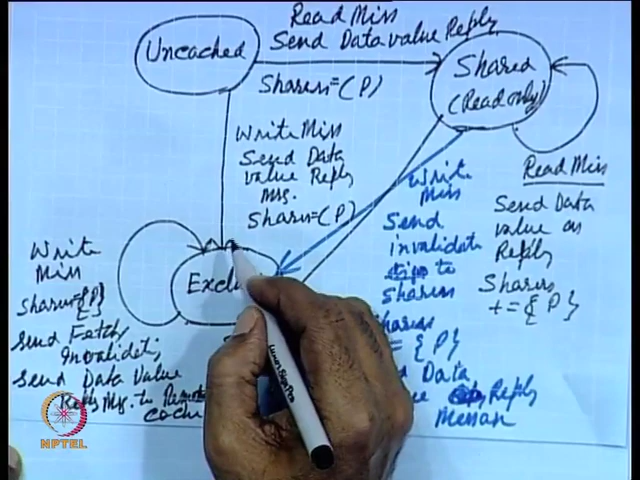 Read Miss
Send Data value Reply
Uncached
Sharers=(P)
Shared
(Read only)
Write Miss
Send Data
value Reply
Msg.
Sharers=(P)
Read Miss
Send Data
value as
Reply
Sharers
+= {P}
Write
Miss
Send
invalidate
to
sharers
Sharers
= {P}
Data
Reply
Exclu
Write
Miss
Sharers={P}
Send Fetch/
Invalidate;
Send Data Value
Reply Msg. to Remote
cache
NPTEL